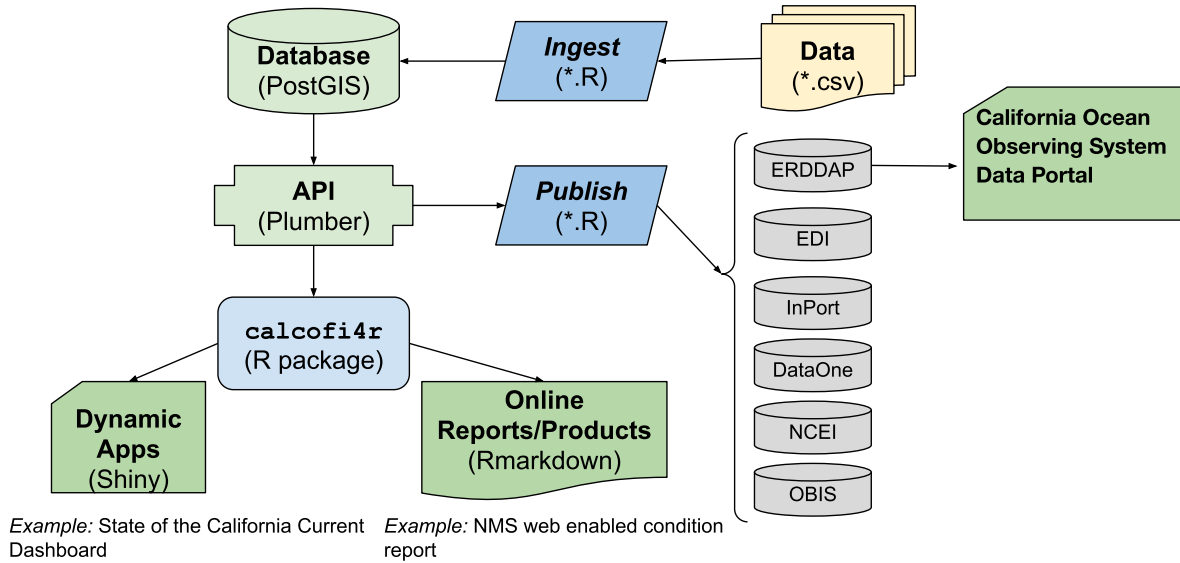 Database
(PostGIS)
Ingest
(*.R)
Data
(*.csv)
California Ocean
Observing System
Data Portal
API
(Plumber)
Publish
(*.R)
ERDDAP
EDI
InPort
DataOne
NCEI
OBIS
calcofi4r
(R package)
Dynamic
Apps
(Shiny)
Online
Reports/Products
(Rmarkdown)
Example: State of the California Current
Dashboard
Example: NMS web enabled condition
report